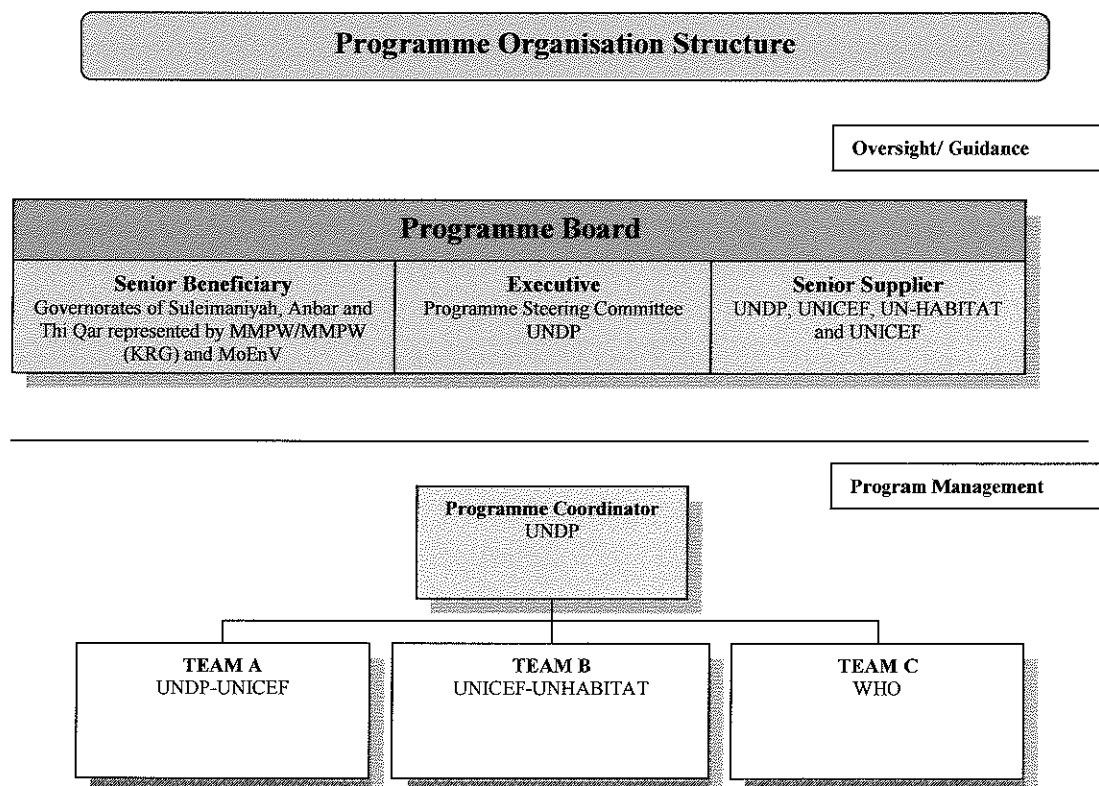 Programme Organisation Structure
Oversight/ Guidance
Programme Board
Senior Beneficiary
Governorates of Suleimaniyah, Anbar and
Thi Qar represented by MMPW/MMPW
(KRG) and MoEnV
Executive
Programme Steering Committee
UNDP
Senior Supplier
UNDP, UNICEF, UN-HABITAT
and UNICEF
Program Management
Programme Coordinator
UNDP
TEAM A
UNDP-UNICEF
TEAM B
UNICEF-UNHABITAT
TEAM C
WHO